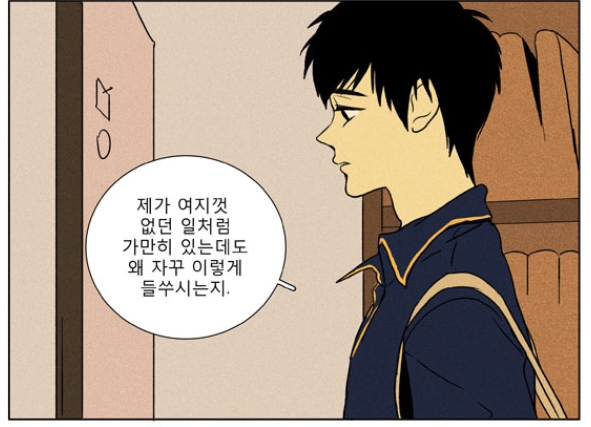 제가 여지껏
없던 일처럼
가만히 있는데도
왜 자꾸 이렇게
들쑤시는지.